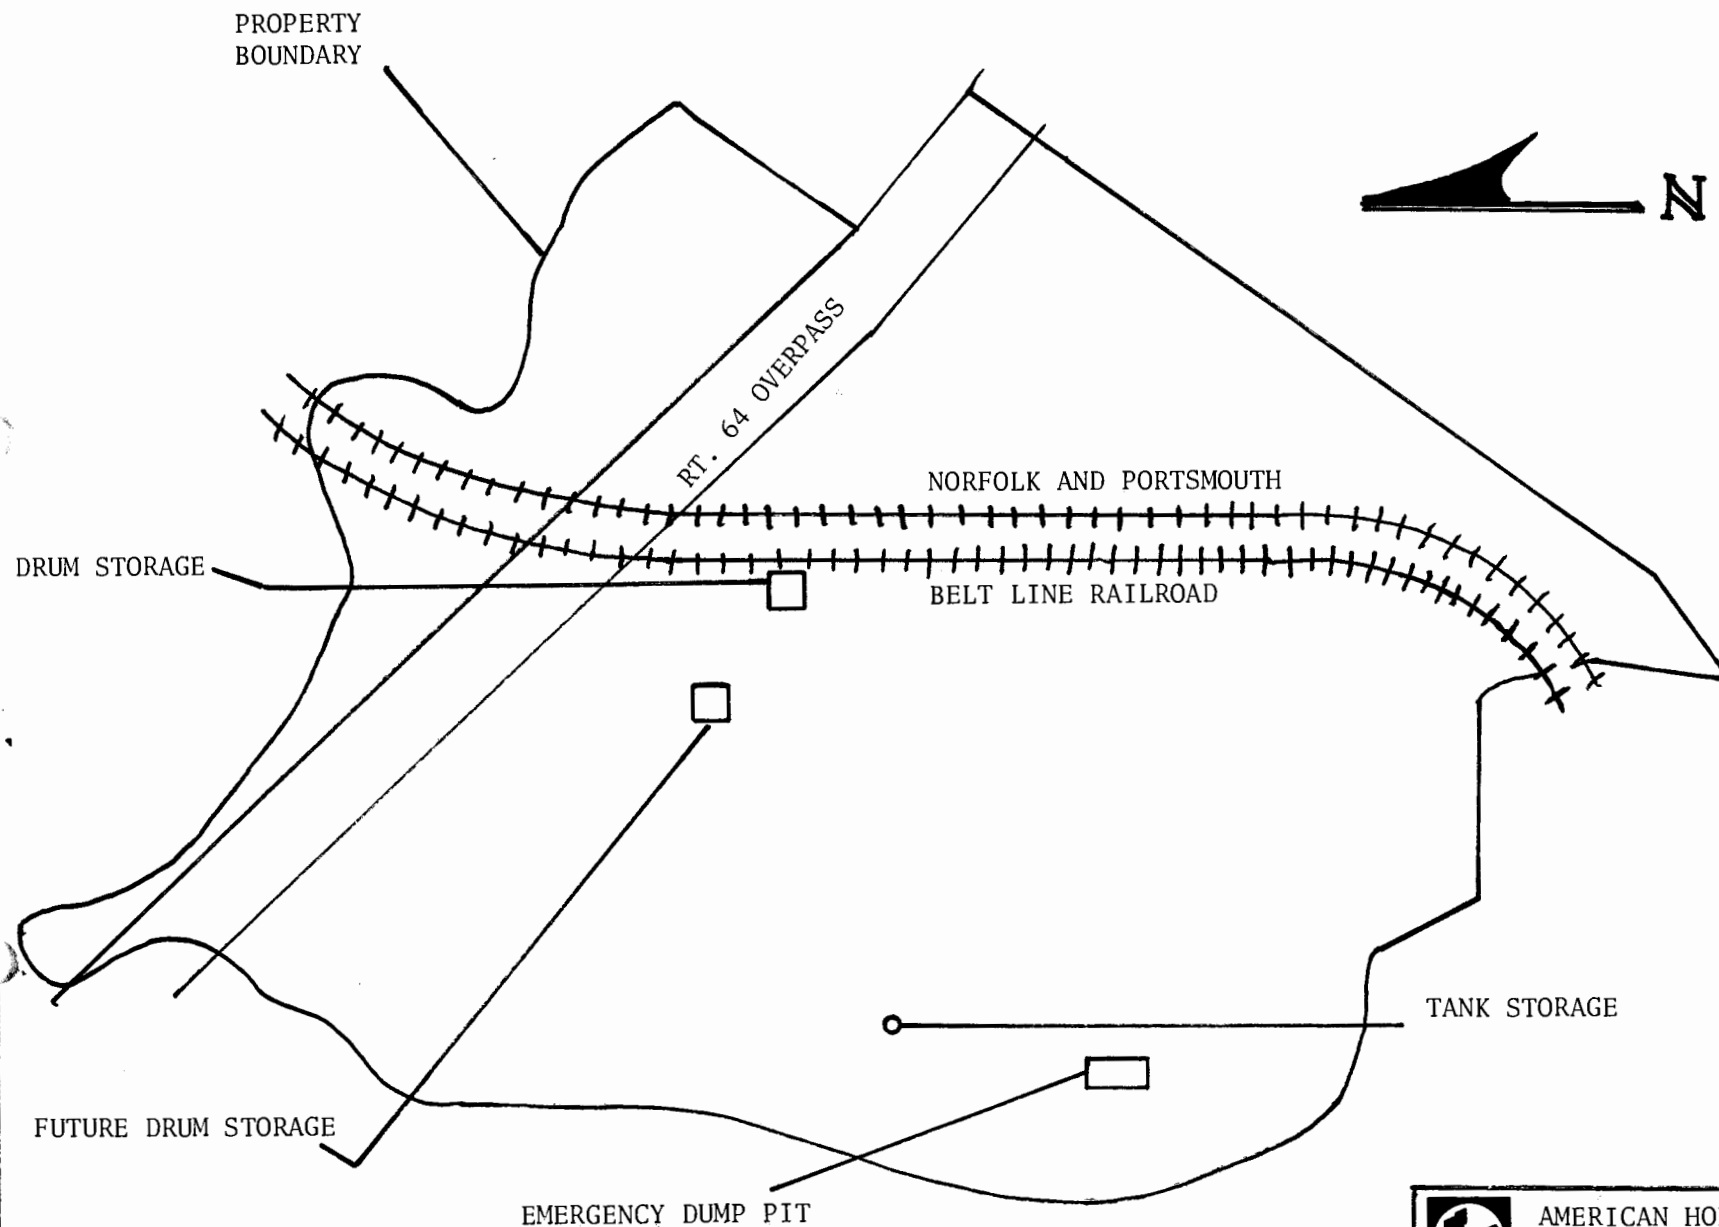 PROPERTY
BOUNDARY
N
RT. 64 OVERPASS
NORFOLK AND PORTSMOUTH
DRUM STORAGE
BELT LINE RAILROAD
TANK STORAGE
FUTURE DRUM STORAGE
EMERGENCY DUMP PIT
AMERICAN